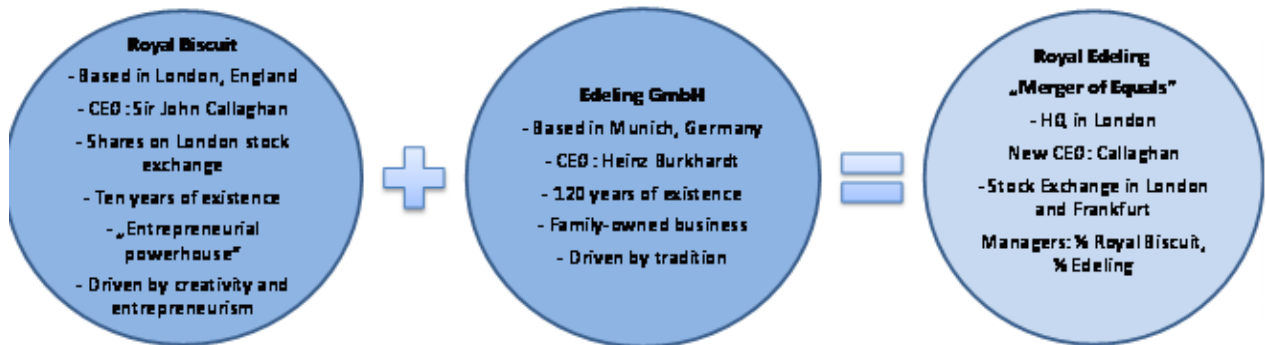 Royal Biscuit
- Based in London, England
- CEO : Sir John Callaghan
- Shares on London stock
exchange
- Ten years of existence
- „Entrepreneurial
powerhouse"
- Driven by creativity and
entrepreneurism
Edeling GmbH
- Based in Munich, Germany
- CEO : Heinz Burkhardt
- 120 years of existence
- Family-owned business
- Driven by tradition
Royal Edeling
„Merger of Equals"
- HQ in London
New CEO : Callaghan
- Stock Exchange in London
and Frankfurt
Managers: Royal Biscuit,
Edeling